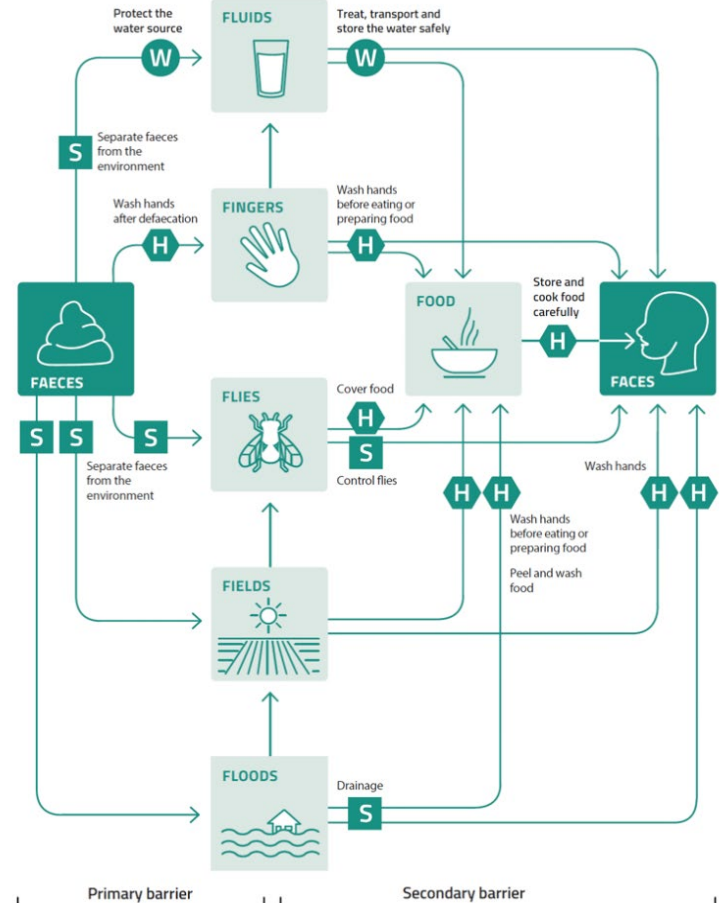 Protect the
water source
W
FLUIDS
Treat, transport and
store the water safely
W
S
Separate faeces
from the
environment
Wash hands
after defaecation
H
FINGERS
Wash hands
before eating or
preparing food
H
FAECES
FOOD
Store and
cook food
carefully
H
FACES
S
S
S
Separate faeces
from the
environment
FLIES
Cover food
H
S
Control flies
H
H
Wash hands
before eating or
preparing food
Peel and wash
food
Wash hands
H
H
FIELDS
FLOODS
Drainage
S
Primary barrier
Secondary barrier